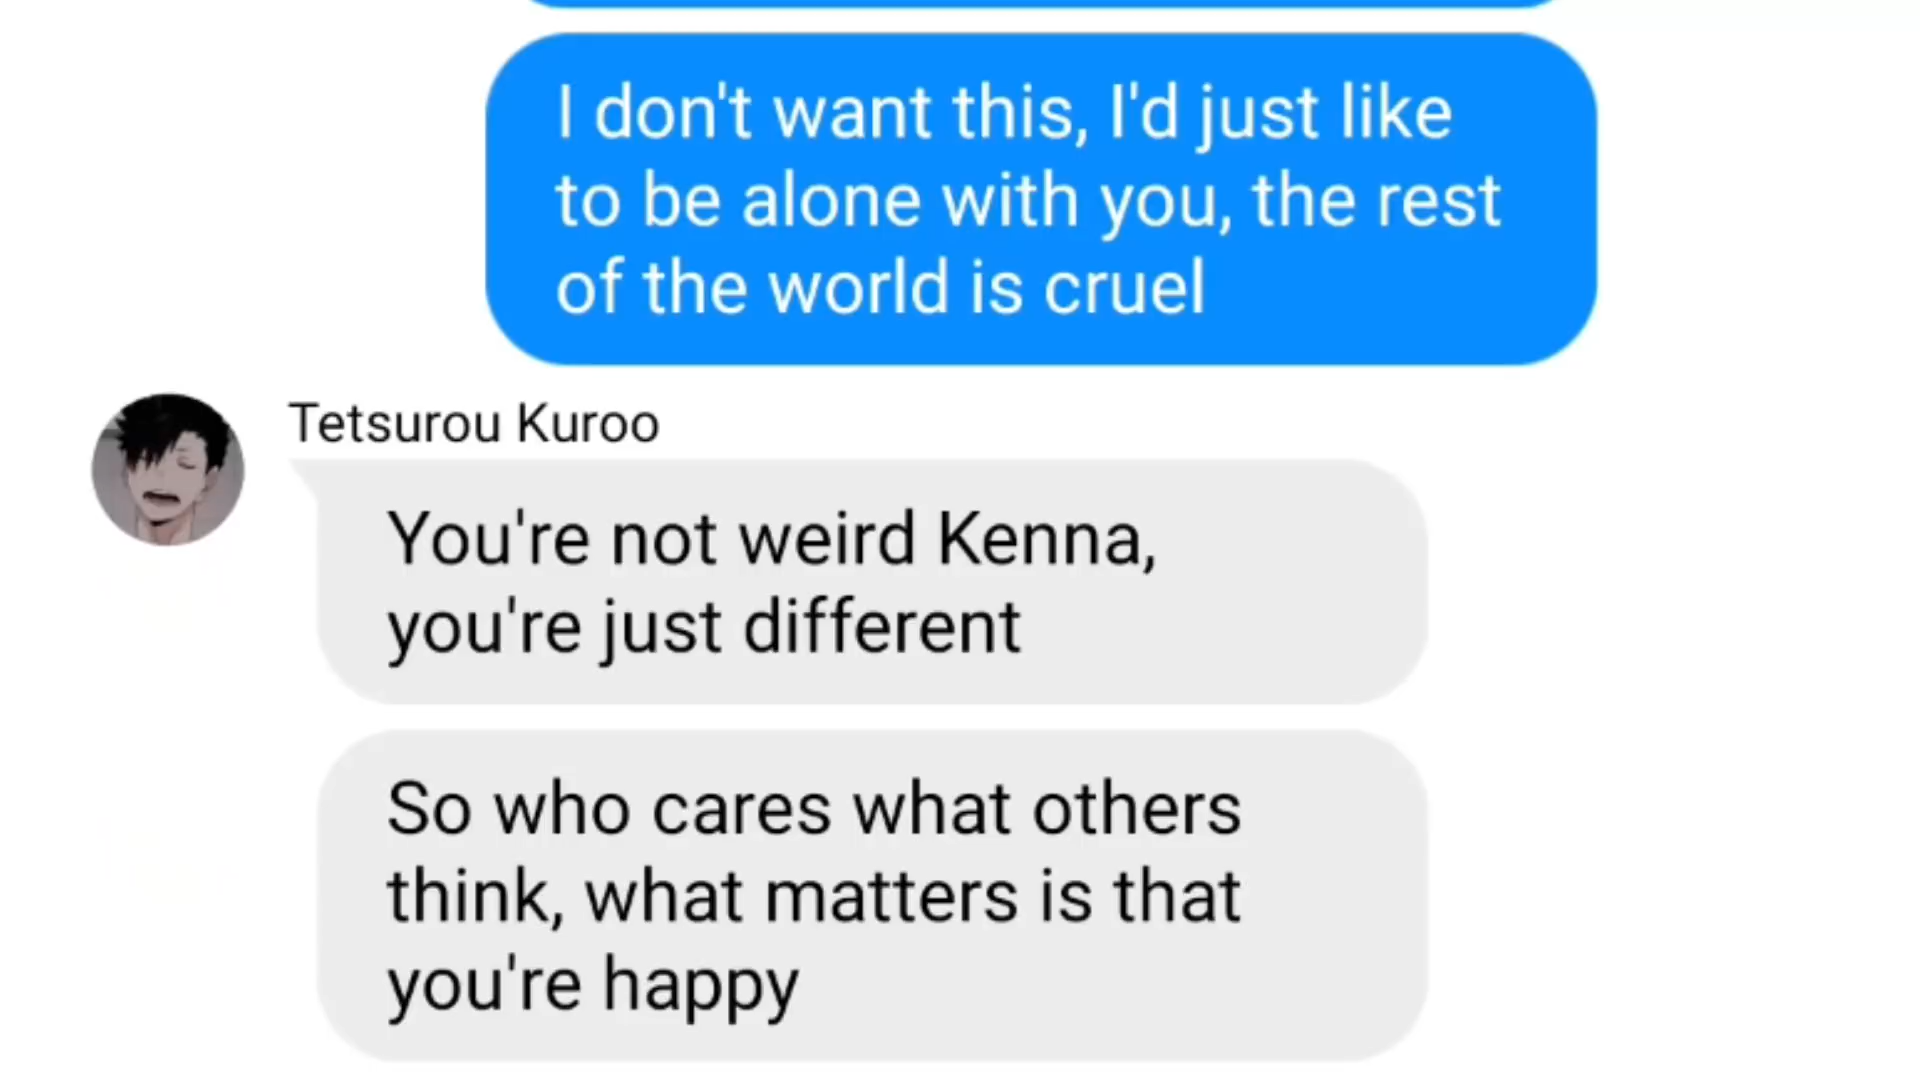 I don't want this, I'd just like
to be alone with you, the rest
of the world is cruel
Tetsurou Kuroo
You're not weird Kenna,
you're just different
So who cares what others
think, what matters is that
you're happy